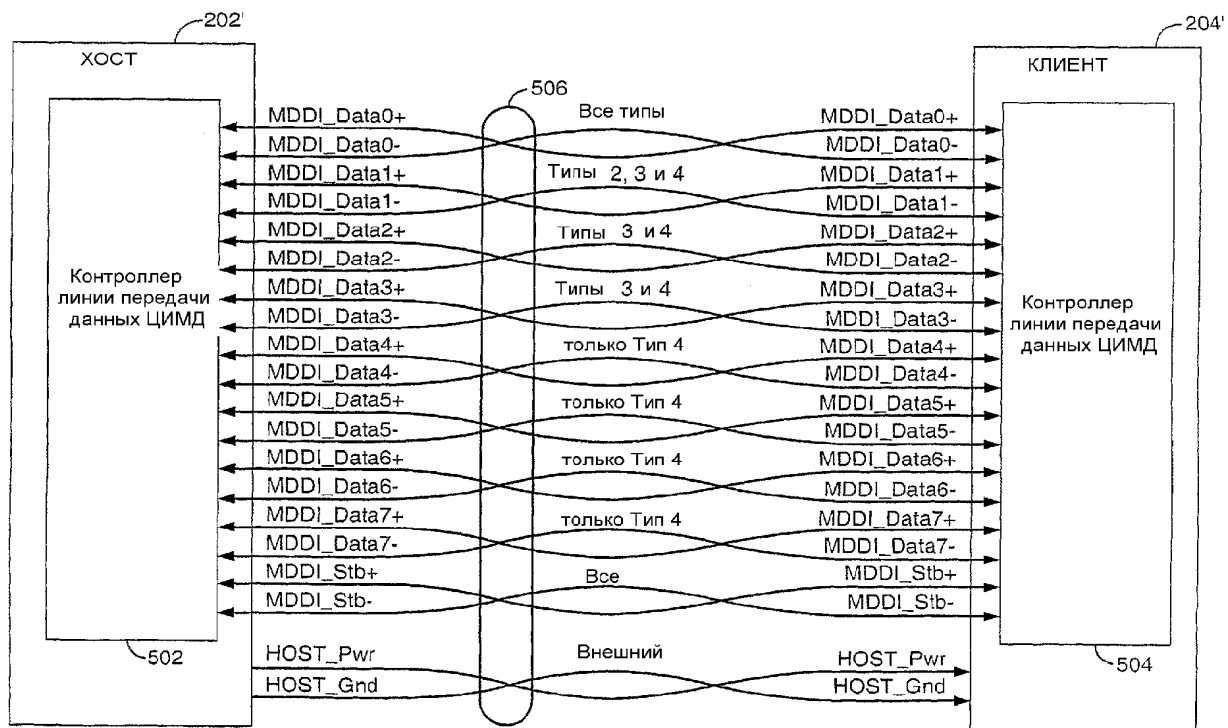 202'
204'
ХОСТ
КЛИЕНТ
506
MDDI_Data0+
Все типы
MDDI_Data0+
MDDI_Data0-
MDDI_Data0-
MDDI_Data1+
Типы 2, 3 и 4
MDDI_Data1+
MDDI_Data1-
MDDI_Data1-
MDDI_Data2+
Типы 3 и 4
MDDI_Data2+
MDDI_Data2-
MDDI_Data2-
Контроллер
линии передачи
данных ЦИМД
MDDI_Data3+
Типы 3 и 4
MDDI_Data3+
MDDI_Data3-
MDDI_Data3-
Контроллер
линии передачи
данных ЦИМД
MDDI_Data4+
только Тип 4
MDDI_Data4+
MDDI_Data4-
MDDI_Data4-
MDDI_Data5+
только Тип 4
MDDI_Data5+
MDDI_Data5-
MDDI_Data5-
MDDI_Data6+
только Тип 4
MDDI_Data6+
MDDI_Data6-
MDDI_Data6-
MDDI_Data7+
только Тип 4
MDDI_Data7+
MDDI_Data7-
MDDI_Data7-
MDDI_Stb+
Все
MDDI_Stb+
MDDI_Stb-
MDDI_Stb-
502
504
HOST_Pwr
Внешний
HOST_Pwr
HOST_Gnd
HOST_Gnd